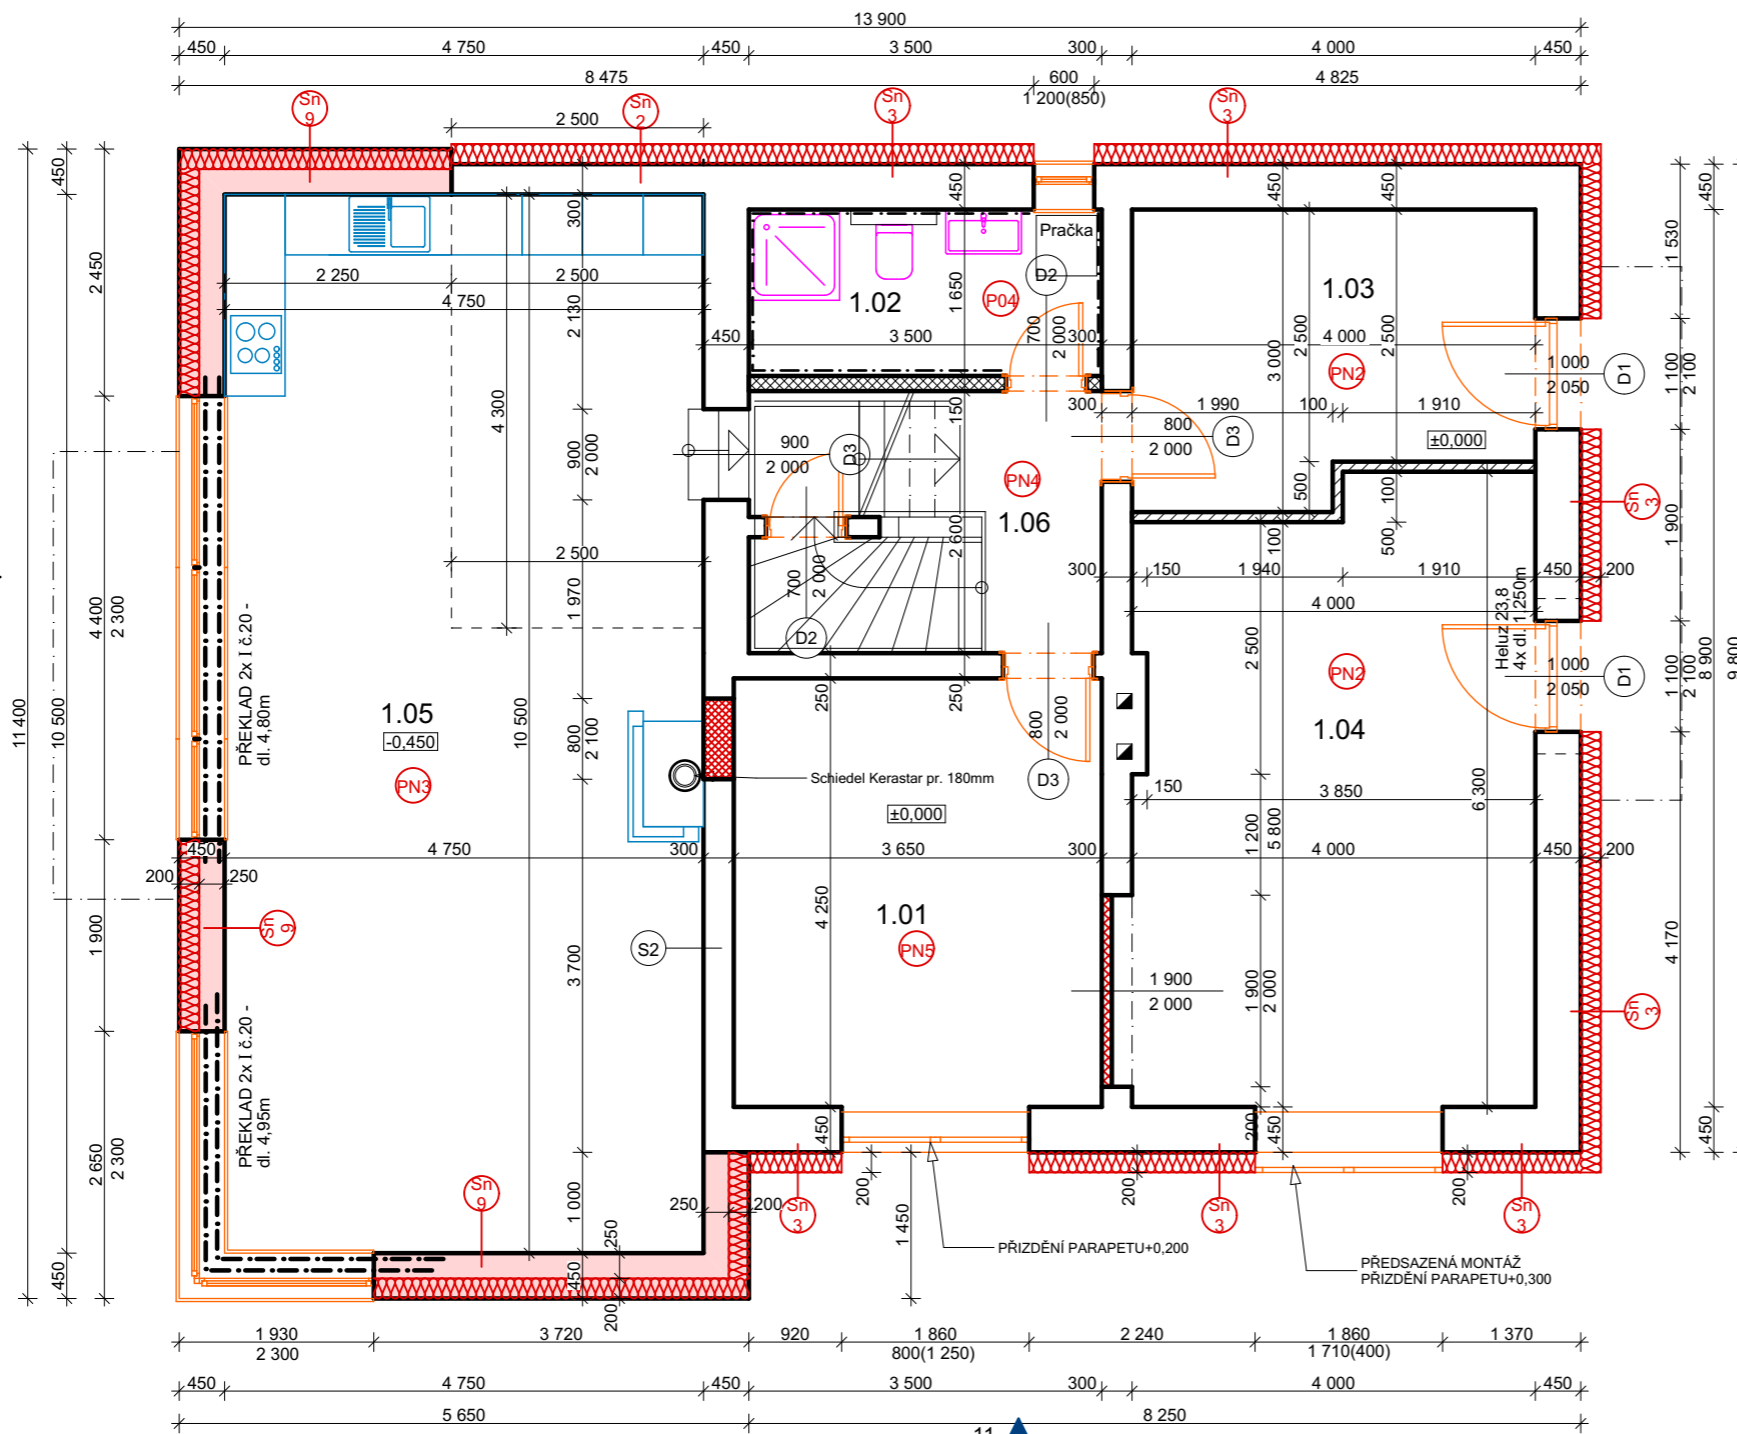 13 900
450 4 750 450 3 500 300 4 000 450
8 475 600 4 825
1 200(850)
Sn 9
Sn 2
Sn 3
Sn 3
2 500
450
2 450
4 400
2 300
1 900
2 650
2 300
11 400
10 500
450
300
2 250 2 500
4 750
2 130
4 300
900
2 000
1 970
2 500
10 500
800
2 100
3 700
1 000
450
1.05
-0,450
PN3
PŘEKLAD 2x I č.20 -
dl. 4,80m
PŘEKLAD 2x I č.20 -
dl. 4,95m
450 4 750 300 3 650 300 4 000 450 200
200 250
Sn 9
Sn 9
S2
250 200
250
200
450
1.02
P04
Pračka
D2
1 650
450 3 500 300
700
2 000
150
900
2 000
D3
PN4
1.06
2 600
700
2 000
D2
250
250
800
2 000
D3
Schiedel Kerastar pr. 180mm
±0,000
4 250
1.01
PN5
450
200
1 450
450
450
1.03
2 500
3 000
4 000
2 500
PN2
300 1 990 100 1 910
±0,000
800
2 000
D3
500
100
100
500
1 000
2 050
D1
300 150 1 940 1 910 450 200
4 000
2 500
PN2
1.04
Heluz 23,8
4x dl. 1250m
1 000
2 050
D1
6 300
150 3 850
1 200
5 800
1 900
2 000
1 900
2 000
200
450
200
200
Sn 3
Sn 3
Sn 3
Sn 3
Sn 3
1 530
1 100
2 100
1 900
1 100
2 100
4 170
450
8 900
450
9 800
PŘIZDĚNÍ PARAPETU+0,200
PŘEDSAZENÁ MONTÁŽ
PŘIZDĚNÍ PARAPETU+0,300
1 930 3 720 920 1 860 2 240 1 860 1 370
2 300 800(1 250) 1 710(400)
450 4 750 450 3 500 300 4 000 450
5 650 8 250
11